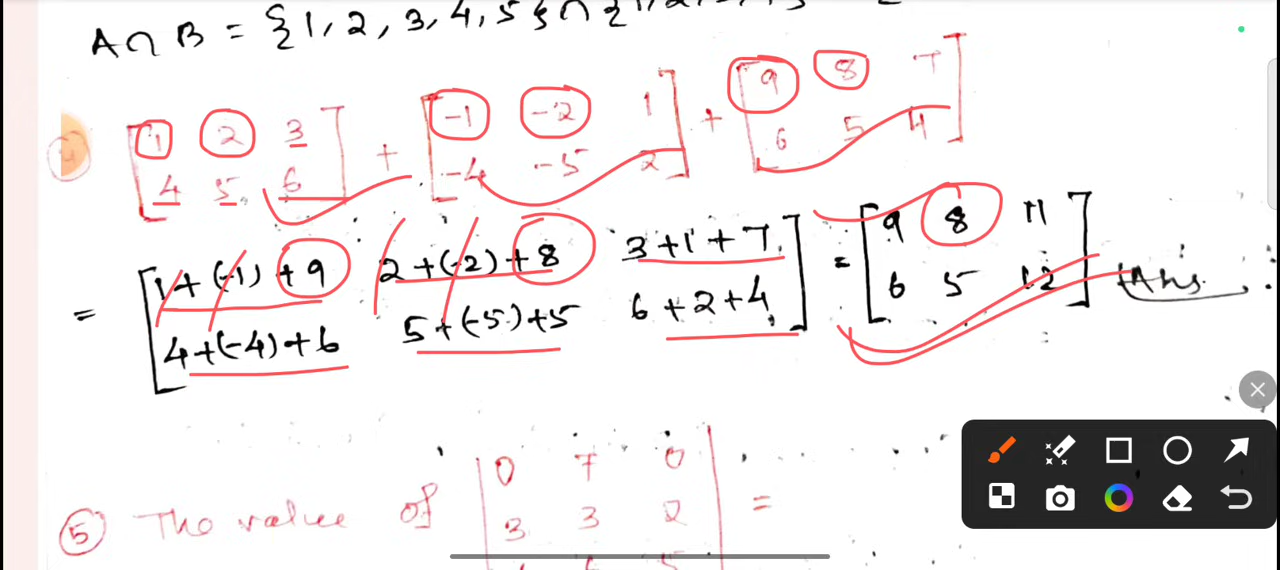 A∩B = {1, 2, 3, 4, 5} ∩ {
[1 2 3 + [-1 -2 1 + [9 8 7
4 5 6] -4 -5 2] 6 5 4]
= [1+(-1)+9 2+(-2)+8 3+1+7 = [9 8 11
4+(-4)+6 5+(-5)+5 6+2+4] 6 5 12] Ans.
⑤ The value of | 0 7 0
3 3 2 | =